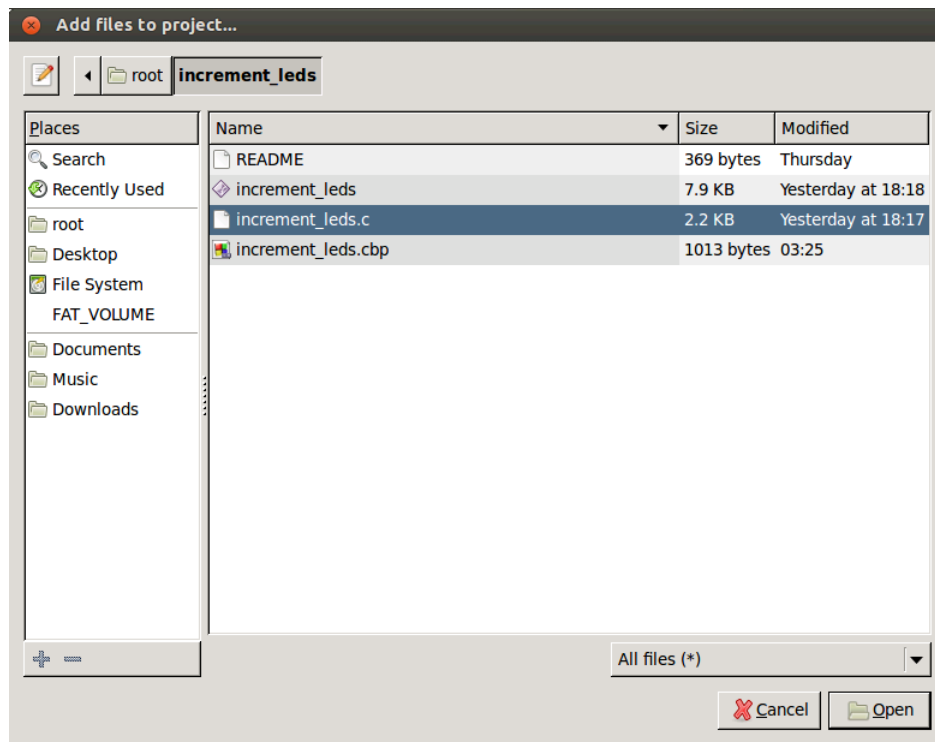 Add files to project...
root increment_leds
Places
Search
Recently Used
root
Desktop
File System
FAT_VOLUME
Documents
Music
Downloads
Name Size Modified
README 369 bytes Thursday
increment_leds 7.9 KB Yesterday at 18:18
increment_leds.c 2.2 KB Yesterday at 18:17
increment_leds.cbp 1013 bytes 03:25
All files (*)
Cancel Open